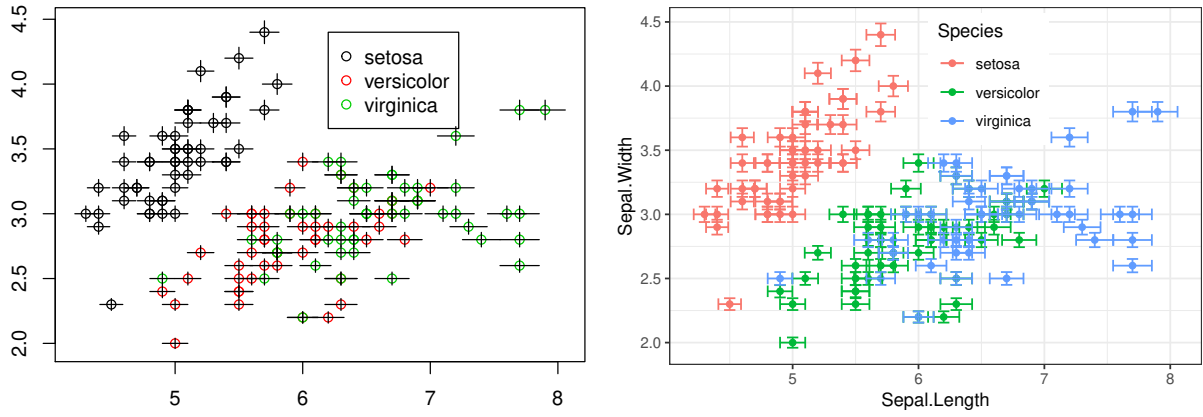 4.5
4.0
3.5
3.0
2.5
2.0
5 6 7 8
setosa
versicolor
virginica
Sepal.Width
4.5
4.0
3.5
3.0
2.5
2.0
5 6 7 8
Sepal.Length
Species
setosa
versicolor
virginica